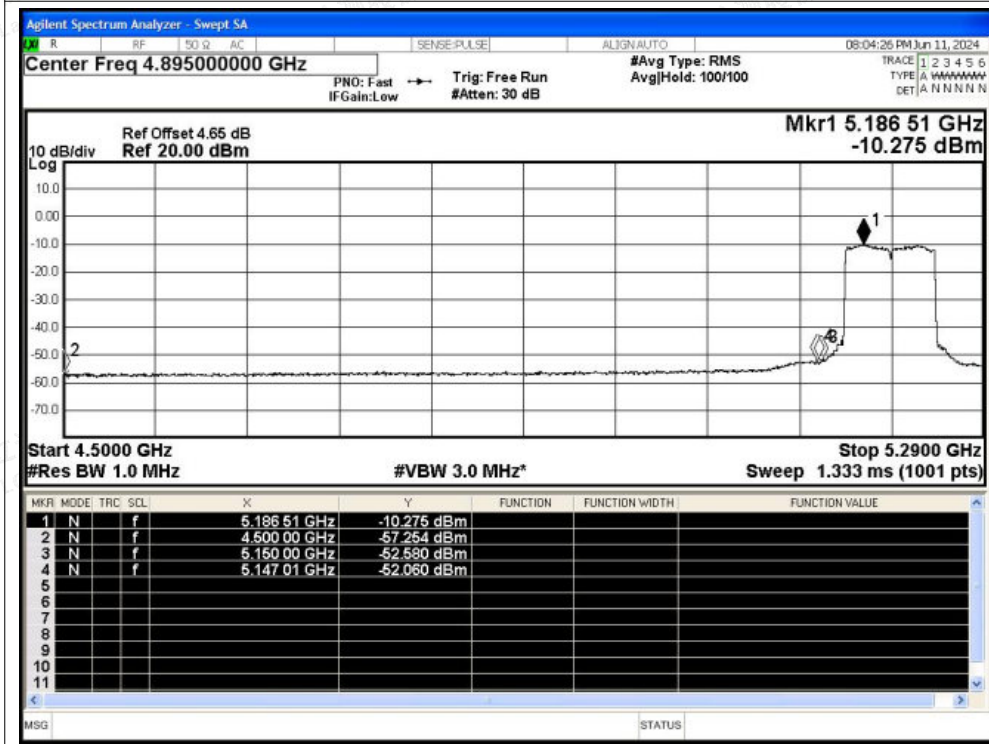 Agilent Spectrum Analyzer - Swept SA
LXI R RF 50 Ω AC SENSE:PULSE ALIGN AUTO 08:04:26 PM Jun 11, 2024
Center Freq 4.895000000 GHz
PNO: Fast
IFGain:Low
Trig: Free Run
#Atten: 30 dB
#Avg Type: RMS
Avg|Hold: 100/100
TRACE 1 2 3 4 5 6
TYPE A WWWWW
DET A N N N N N
Mkr1 5.186 51 GHz
-10.275 dBm
Ref Offset 4.65 dB
10 dB/div Ref 20.00 dBm
Log
10.0
0.00
-10.0
-20.0
-30.0
-40.0
-50.0
-60.0
-70.0
1
2
4 3
Start 4.5000 GHz Stop 5.2900 GHz
#Res BW 1.0 MHz #VBW 3.0 MHz* Sweep 1.333 ms (1001 pts)
MKR MODE TRC SCL X Y FUNCTION FUNCTION WIDTH FUNCTION VALUE
1 N f 5.186 51 GHz -10.275 dBm
2 N f 4.500 00 GHz -57.254 dBm
3 N f 5.150 00 GHz -52.580 dBm
4 N f 5.147 01 GHz -52.060 dBm
5
6
7
8
9
10
11
MSG STATUS